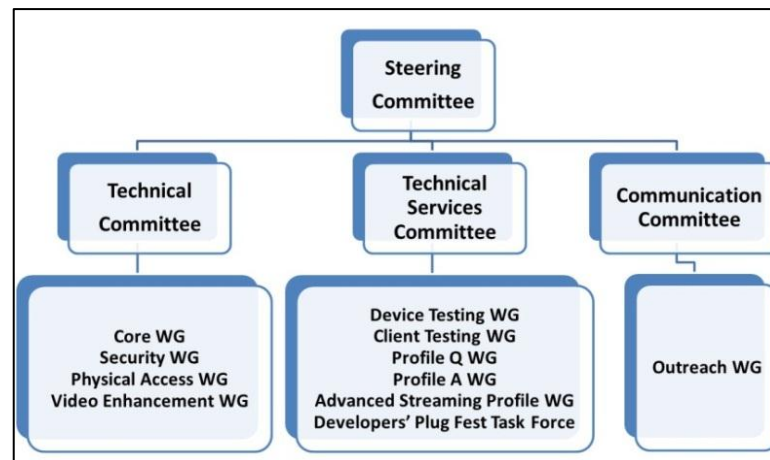 Steering
Committee
Technical
Committee
Technical
Services
Committee
Communication
Committee
Core WG
Security WG
Physical Access WG
Video Enhancement WG
Device Testing WG
Client Testing WG
Profile Q WG
Profile A WG
Advanced Streaming Profile WG
Developers’ Plug Fest Task Force
Outreach WG